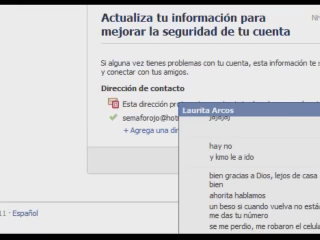 Actualiza tu información para
mejorar la seguridad de tu cuenta
Si alguna vez tienes problemas con tu cuenta, esta información te
y conectar con tus amigos.
Dirección de contacto
Esta dirección
semaforojo@hot
+ Agrega una
Laurita Arcos
jajajaj
hay no
y kmo le a ido
bien gracias a Dios, lejos de casa
bien
ahorita hablamos
un beso si cuando vuelva no está
me das tu número
se me perdio, me robaron el celula
11 · Español